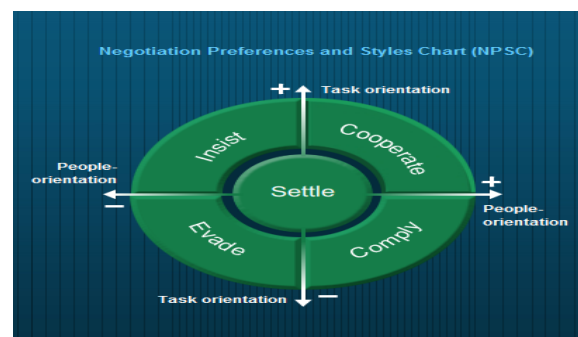 Negotiation Preferences and Styles Chart (NPSC)
+ Task orientation
Insist
Cooperate
People-
orientation
−
Settle
+
People-
orientation
Evade
Comply
Task orientation −